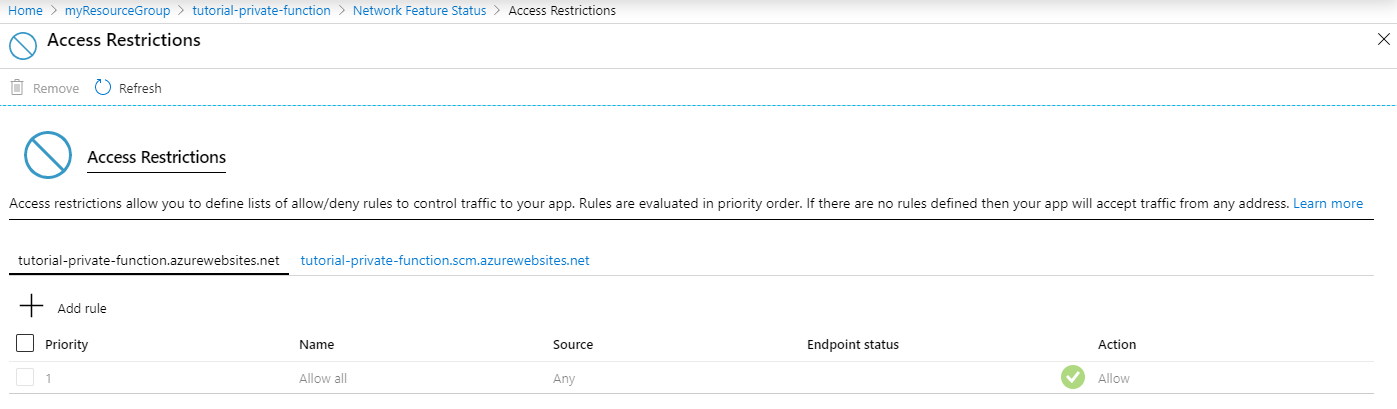 Home > myResourceGroup > tutorial-private-function > Network Feature Status > Access Restrictions
Access Restrictions
Remove Refresh
Access Restrictions
Access restrictions allow you to define lists of allow/deny rules to control traffic to your app. Rules are evaluated in priority order. If there are no rules defined then your app will accept traffic from any address. Learn more
tutorial-private-function.azurewebsites.net tutorial-private-function.scm.azurewebsites.net
Add rule
Priority Name Source Endpoint status Action
1 Allow all Any Allow